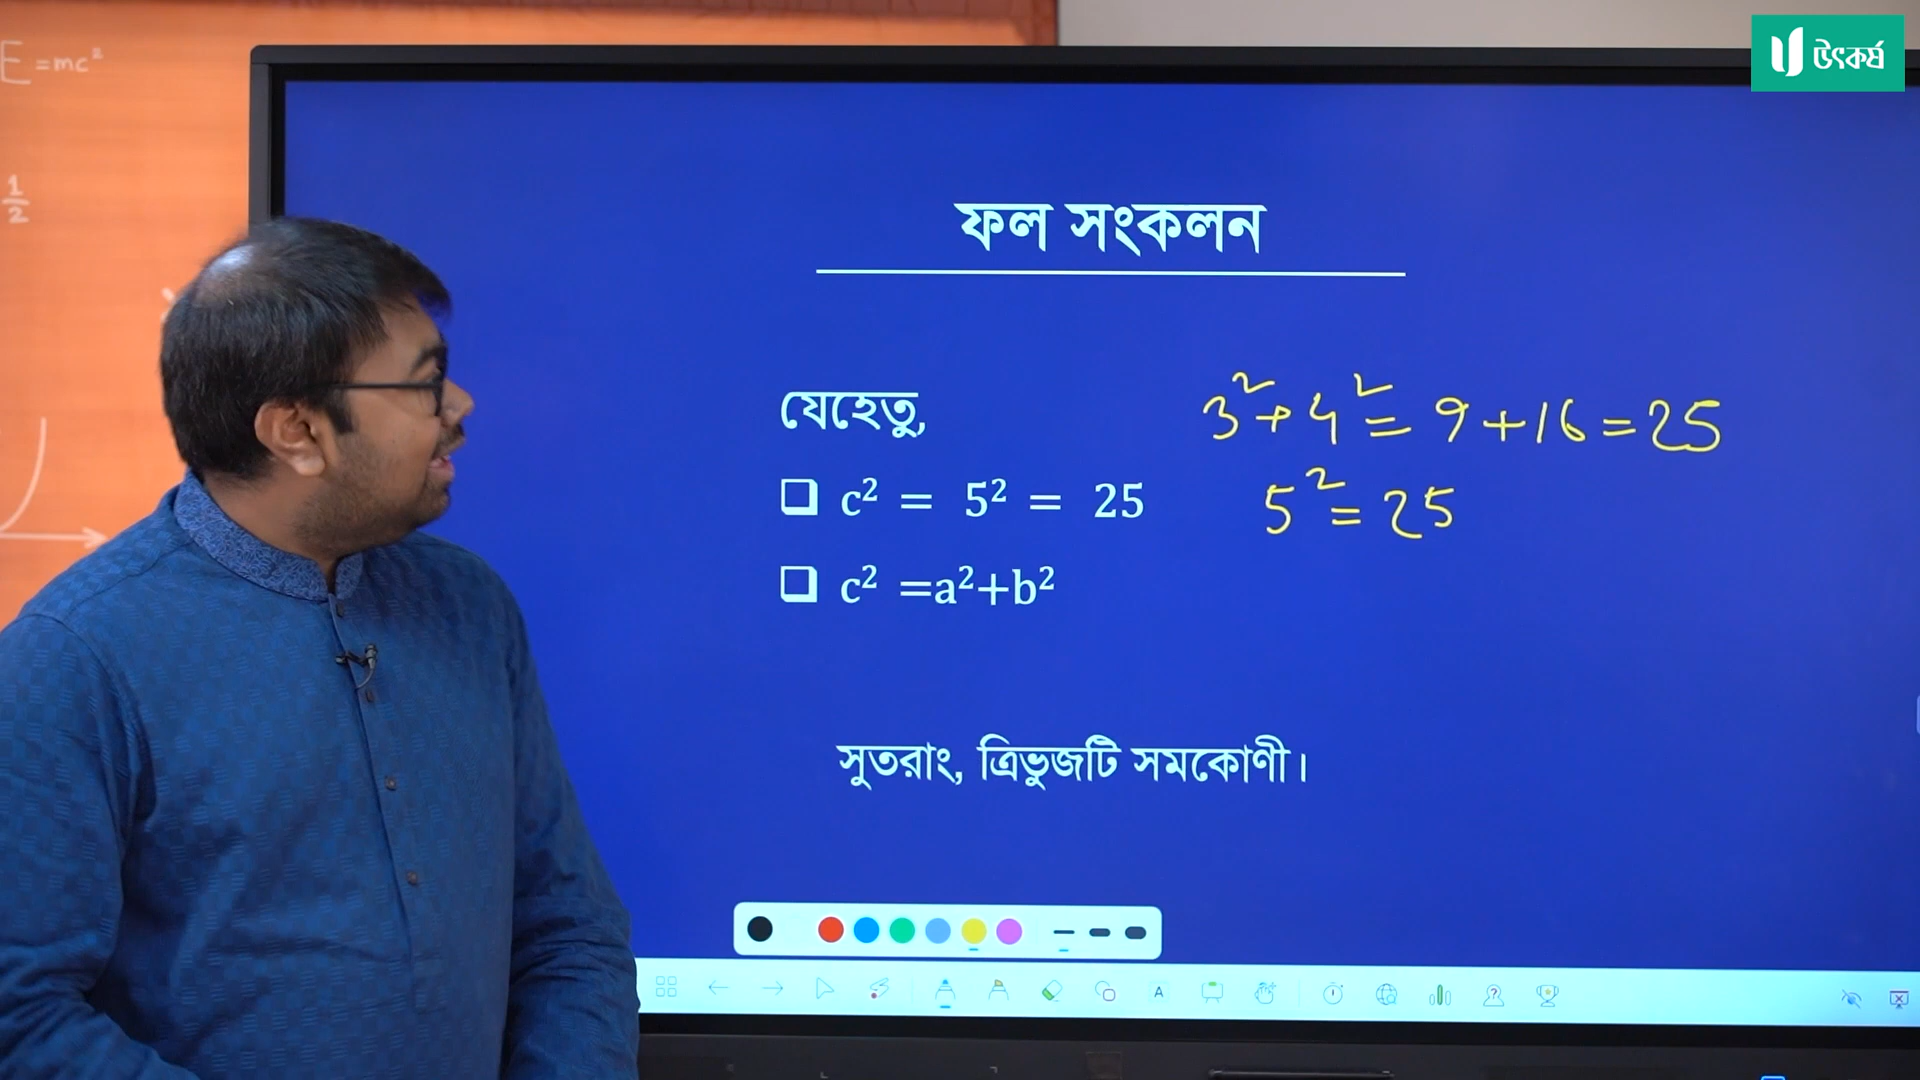 উৎকর্ষ
E=mc²
1/2
ফল সংকলন
যেহেতু,
❑ c² = 5² = 25
❑ c² =a²+b²
3²+4²=9+16=25
5²=25
সুতরাং, ত্রিভুজটি সমকোণী।
A